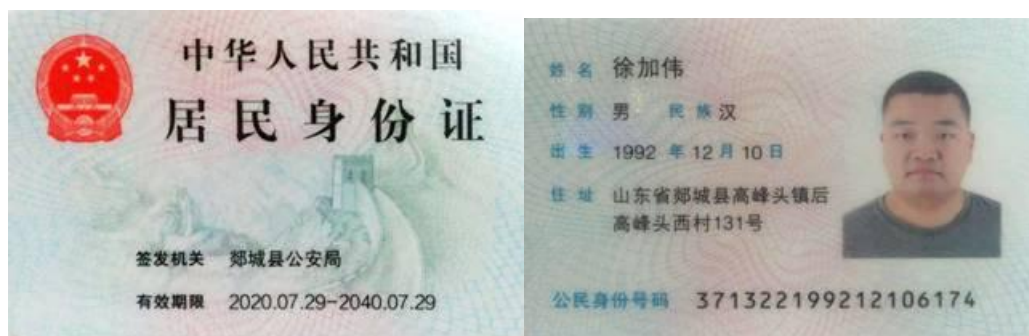 中华人民共和国
居民身份证
签发机关 郯城县公安局
有效期限 2020.07.29-2040.07.29
姓名 徐加伟
性别 男 民族 汉
出生 1992 年 12 月 10 日
住址 山东省郯城县高峰头镇后
高峰头西村131号
公民身份号码 371322199212106174